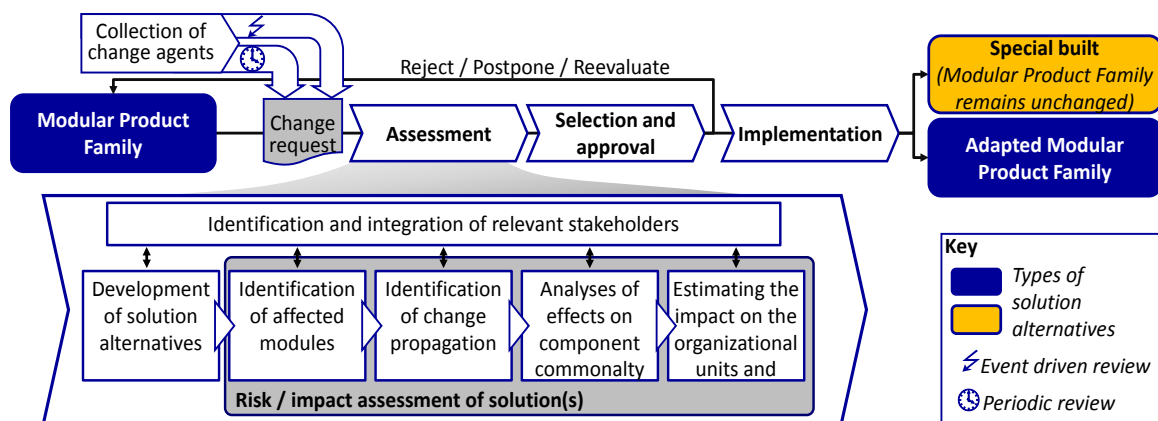 Collection of
change agents
Reject / Postpone / Reevaluate
Special built
(Modular Product Family
remains unchanged)
Modular Product
Family
Change
request
Assessment
Selection and
approval
Implementation
Adapted Modular
Product Family
Identification and integration of relevant stakeholders
Development
of solution
alternatives
Identification
of affected
modules
Identification
of change
propagation
Analyses of
effects on
component
commonalty
Estimating the
impact on the
organizational
units and
Risk / impact assessment of solution(s)
Key
Types of
solution
alternatives
Event driven review
Periodic review